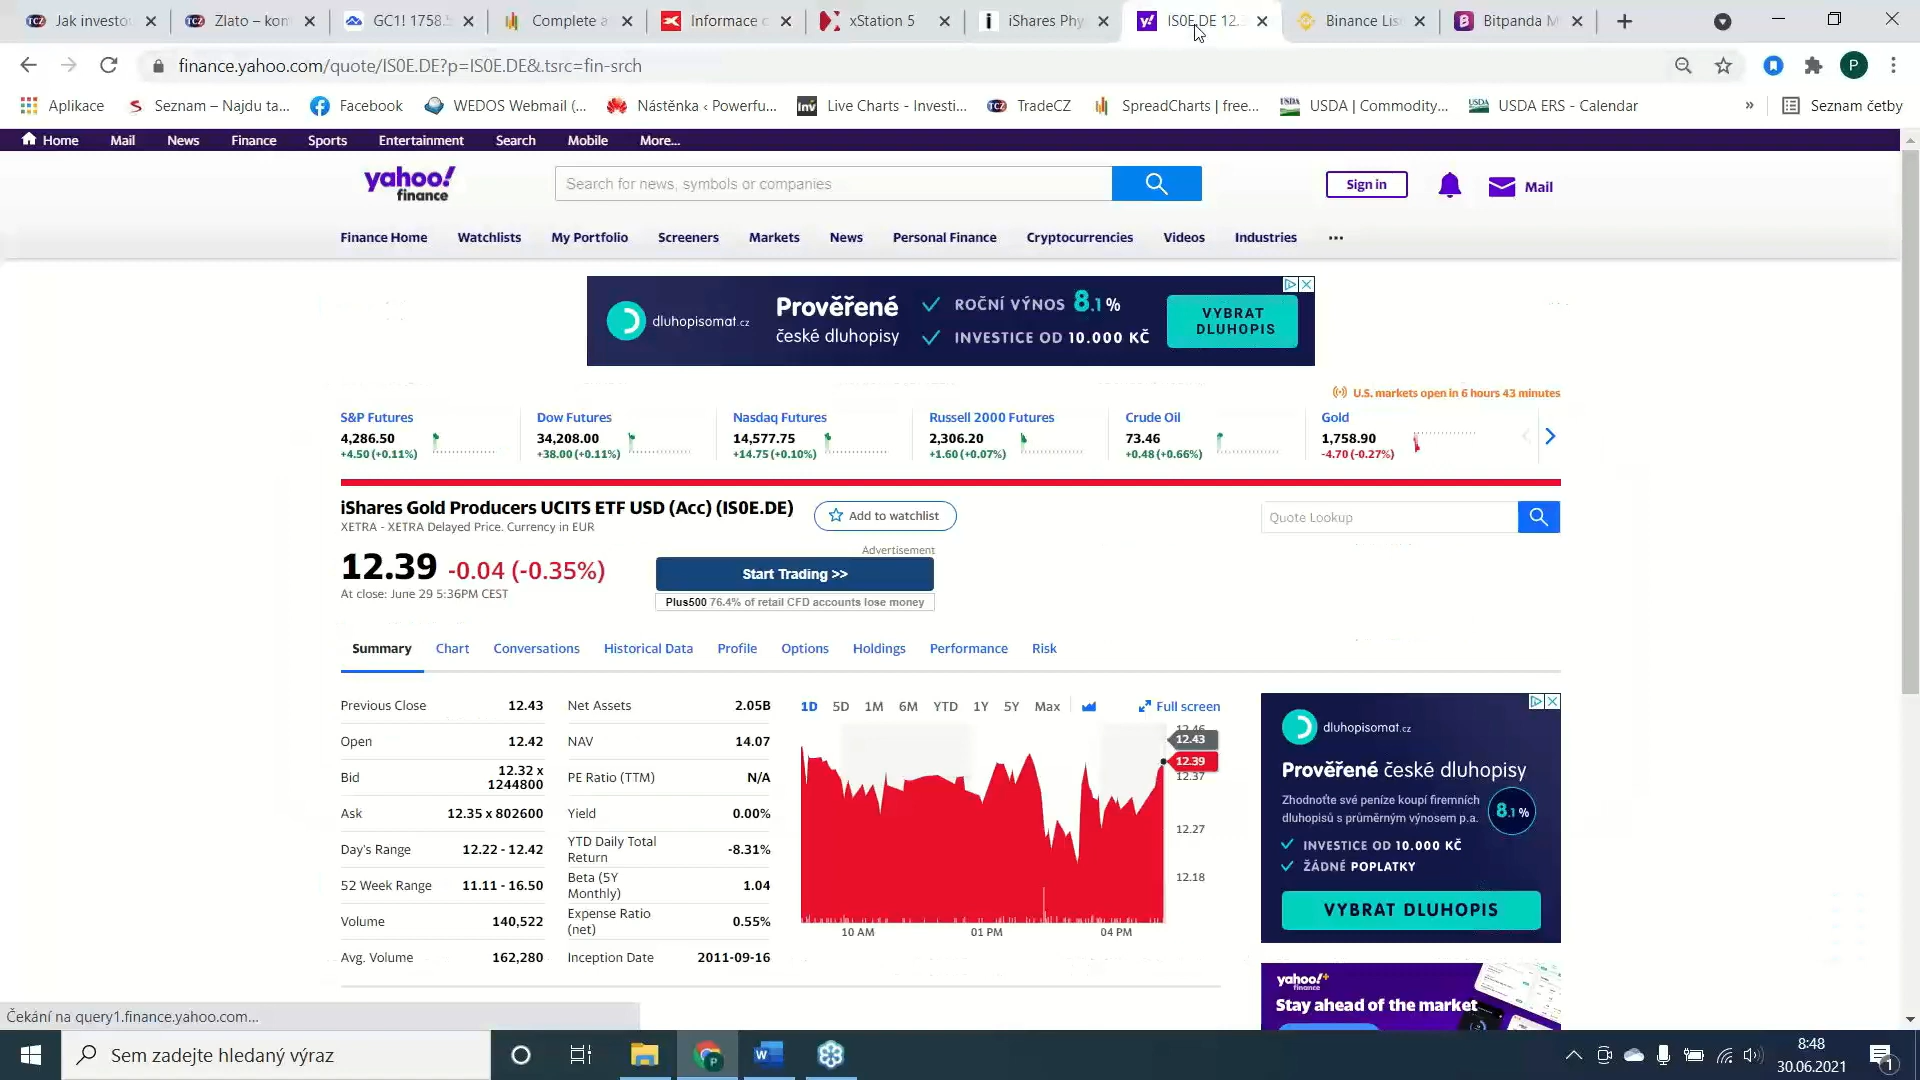 Jak investo
Zlato – kom
GC1! 1758.5
Complete a
Informace o
xStation 5
iShares Phy
IS0E.DE 12.3
Binance Lis
Bitpanda M
finance.yahoo.com/quote/IS0E.DE?p=IS0E.DE&.tsrc=fin-srch
P
Aplikace
Seznam – Najdu ta...
Facebook
WEDOS Webmail (...
Nástěnka ‹ Powerfu...
Live Charts - Investi...
TradeCZ
SpreadCharts | free...
USDA | Commodity...
USDA ERS - Calendar
»
Seznam četby
Home Mail News Finance Sports Entertainment Search Mobile More...
yahoo!
finance
Search for news, symbols or companies
Sign in
Mail
Finance Home Watchlists My Portfolio Screeners Markets News Personal Finance Cryptocurrencies Videos Industries ...
dluhopisomat.cz
Prověřené
české dluhopisy
ROČNÍ VÝNOS 8.1 %
INVESTICE OD 10.000 KČ
VYBRAT
DLUHOPIS
U.S. markets open in 6 hours 43 minutes
S&P Futures
4,286.50
+4.50 (+0.11%)
Dow Futures
34,208.00
+38.00 (+0.11%)
Nasdaq Futures
14,577.75
+14.75 (+0.10%)
Russell 2000 Futures
2,306.20
+1.60 (+0.07%)
Crude Oil
73.46
+0.48 (+0.66%)
Gold
1,758.90
-4.70 (-0.27%)
iShares Gold Producers UCITS ETF USD (Acc) (IS0E.DE)
XETRA - XETRA Delayed Price. Currency in EUR
Add to watchlist
Quote Lookup
12.39 -0.04 (-0.35%)
At close: June 29 5:36PM CEST
Advertisement
Start Trading >>
Plus500 76.4% of retail CFD accounts lose money
Summary Chart Conversations Historical Data Profile Options Holdings Performance Risk
Previous Close 12.43
Open 12.42
Bid 12.32 x
1244800
Ask 12.35 x 802600
Day's Range 12.22 - 12.42
52 Week Range 11.11 - 16.50
Volume 140,522
Avg. Volume 162,280
Net Assets 2.05B
NAV 14.07
PE Ratio (TTM) N/A
Yield 0.00%
YTD Daily Total
Return -8.31%
Beta (5Y
Monthly) 1.04
Expense Ratio
(net) 0.55%
Inception Date 2011-09-16
1D 5D 1M 6M YTD 1Y 5Y Max
Full screen
12.46
12.43
12.39
12.37
12.27
12.18
10 AM 01 PM 04 PM
dluhopisomat.cz
Prověřené české dluhopisy
Zhodnoťte své peníze koupí firemních
dluhopisů s průměrným výnosem p.a.
8.1 %
INVESTICE OD 10.000 KČ
ŽÁDNÉ POPLATKY
VYBRAT DLUHOPIS
yahoo!+
finance
Stay ahead of the market
Čekání na query1.finance.yahoo.com...
Sem zadejte hledaný výraz
8:48
30.06.2021
1